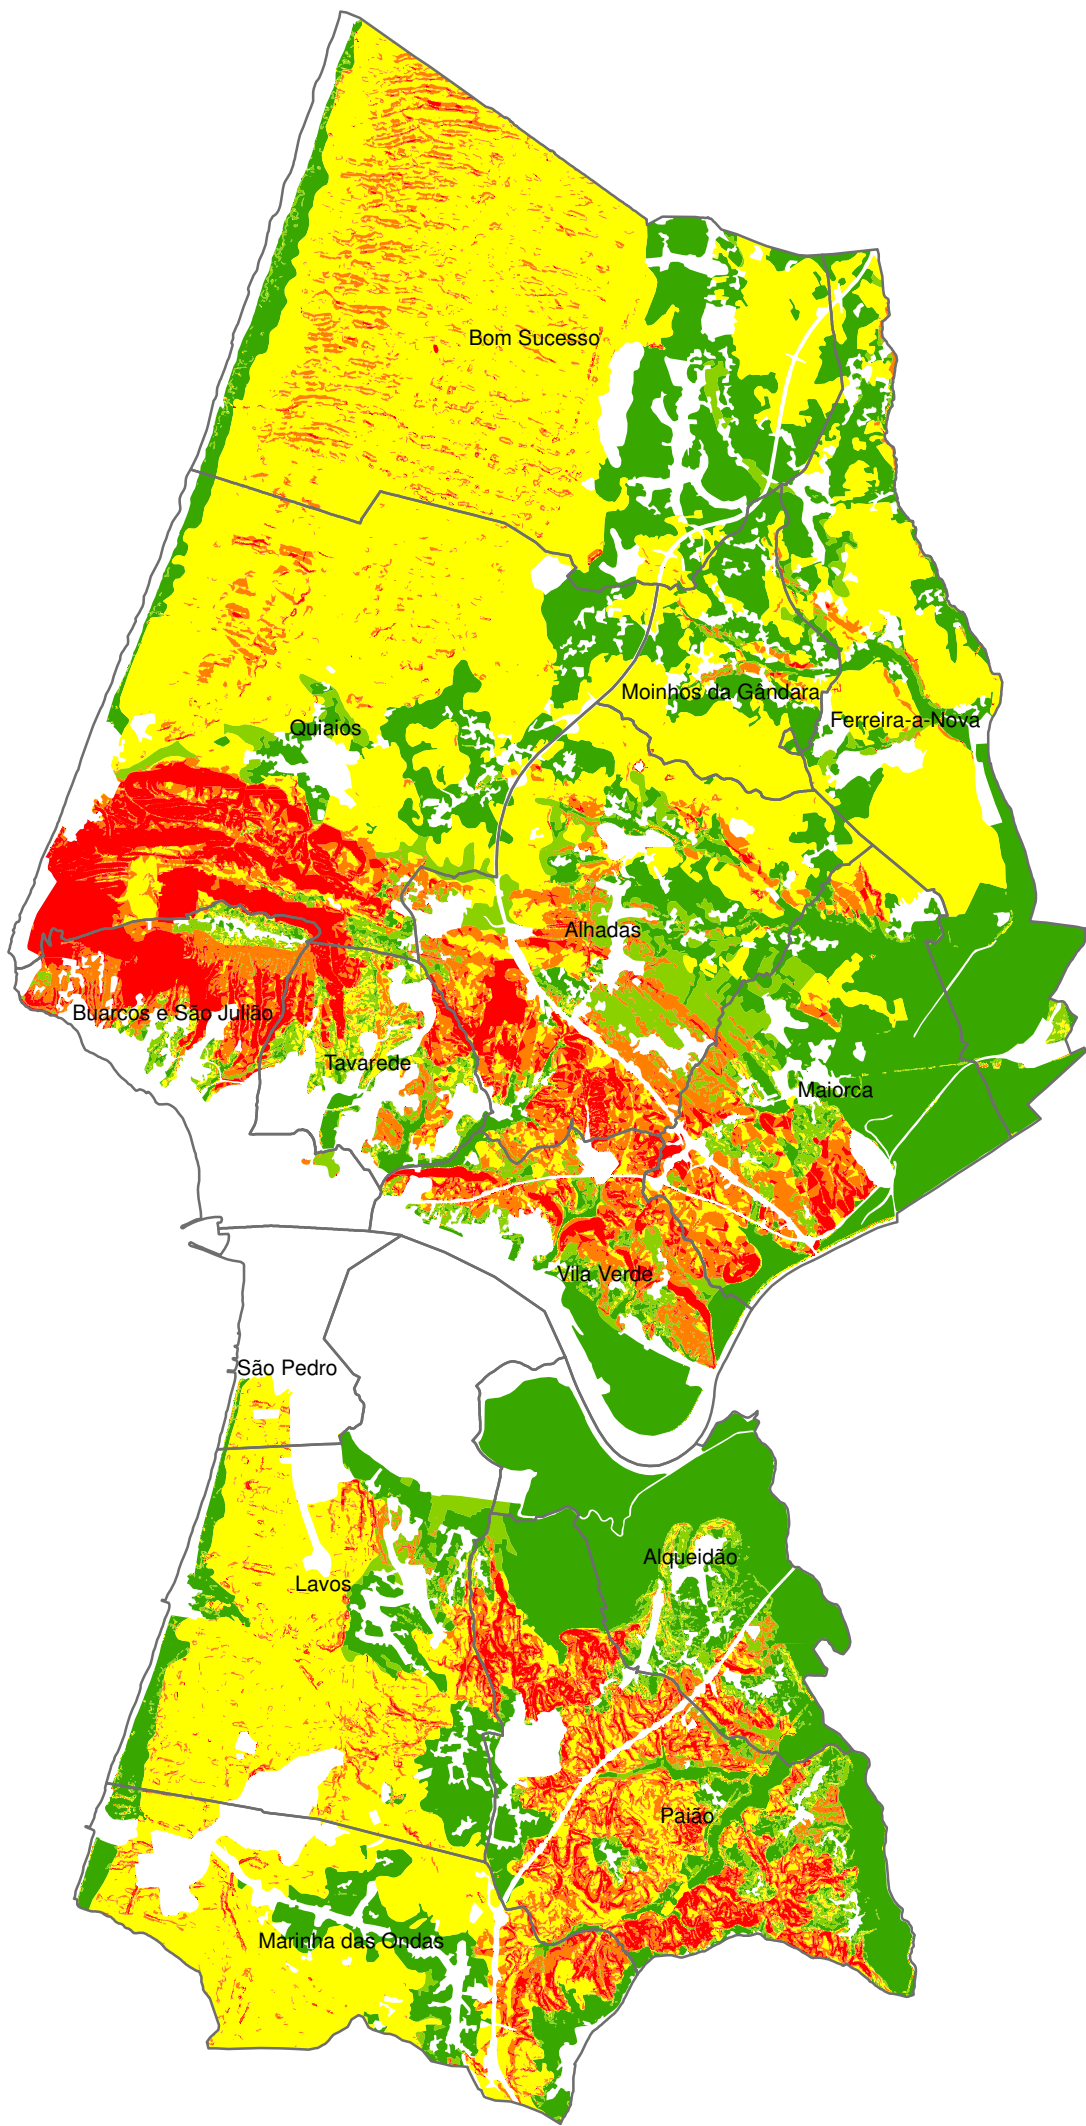 Bom Sucesso
Moinhos da Gândara
Ferreira-a-Nova
Quiaios
Alhadas
Buarcos e São Julião
Tavarede
Maiorca
Vila Verde
São Pedro
Alqueidão
Lavos
Paião
Marinha das Ondas